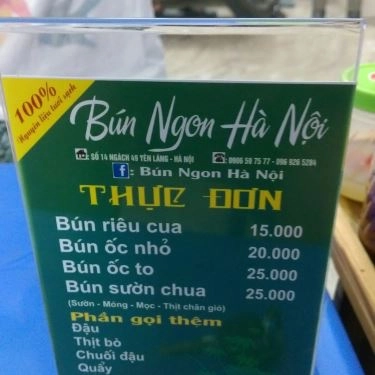 100%
Nguyên liệu tươi sạch
Bún Ngon Hà Nội
: SỐ 14 NGÁCH 49 YÊN LÃNG - HÀ NỘI
: 0906 59 75 77 - 096 926 5284
f : Bún Ngon Hà Nội
THỰC ĐƠN
Bún riêu cua 15.000
Bún ốc nhỏ 20.000
Bún ốc to 25.000
Bún sườn chua 25.000
(Sườn - Móng - Mọc - Thịt chân giò)
Phần gọi thêm
Đậu
Thịt bò
Chuối đậu
Quẩy